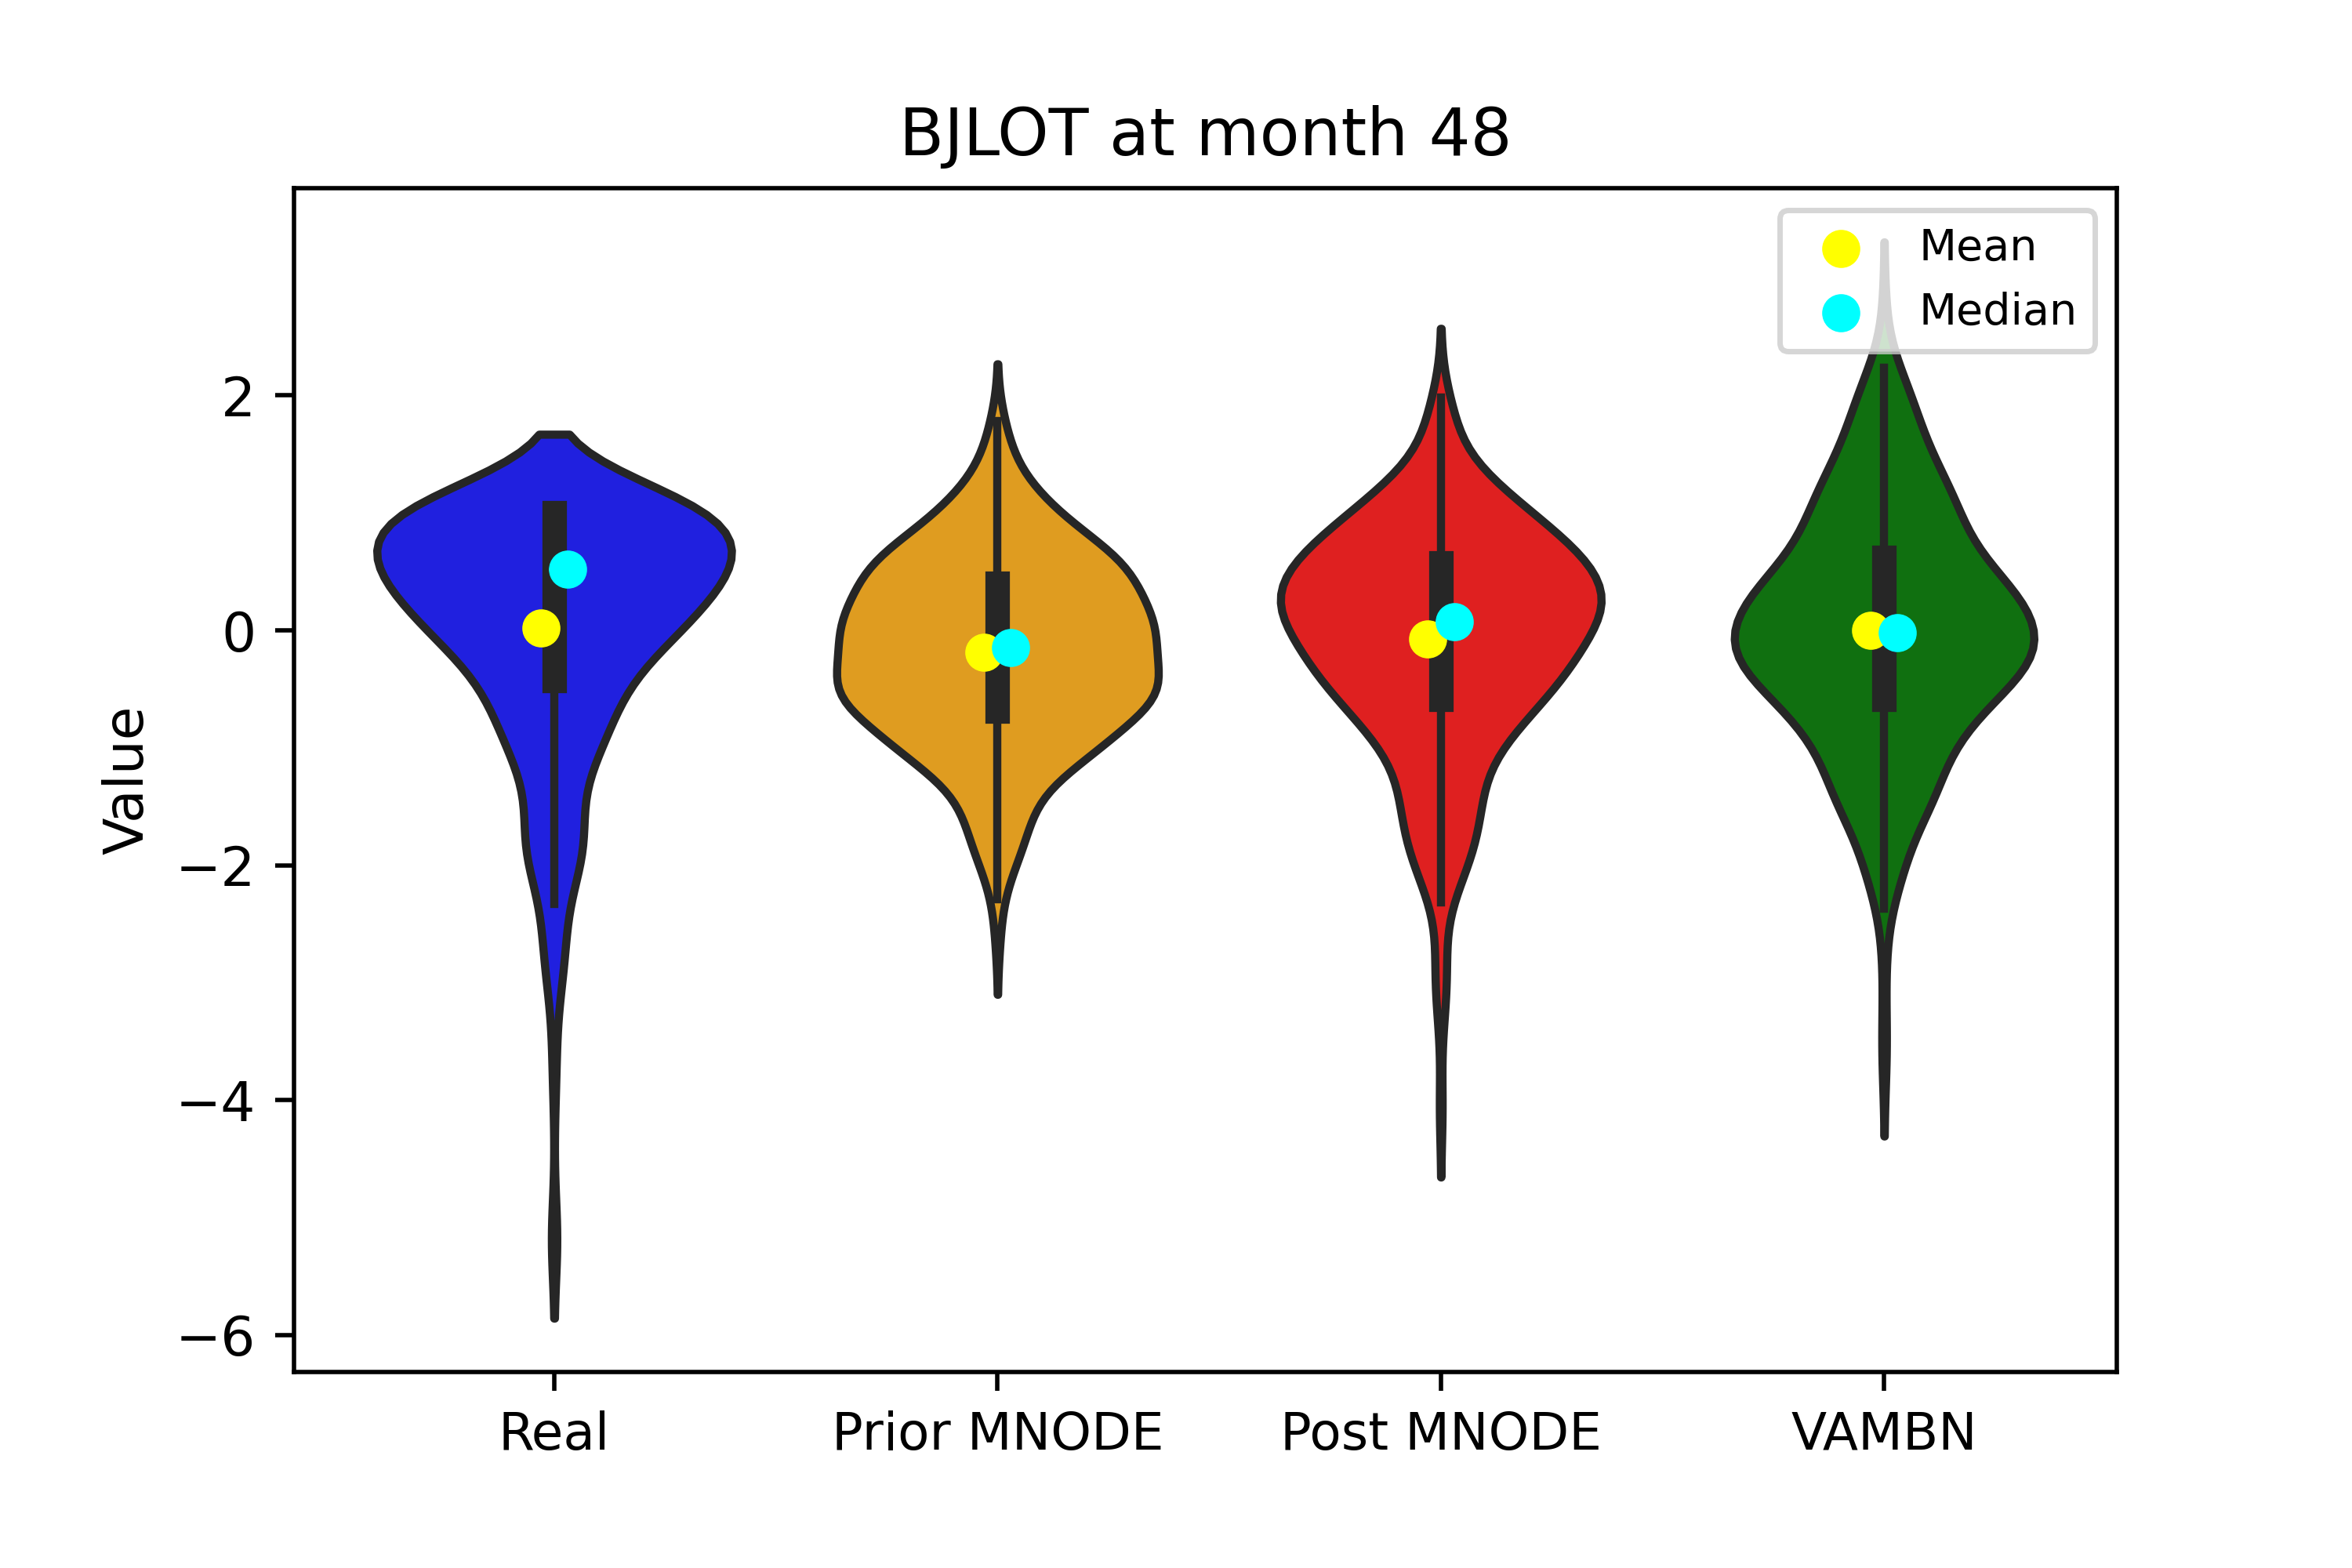 BJLOT at month 48
Mean
Median
Value
2
0
−2
−4
−6
Real
Prior MNODE
Post MNODE
VAMBN